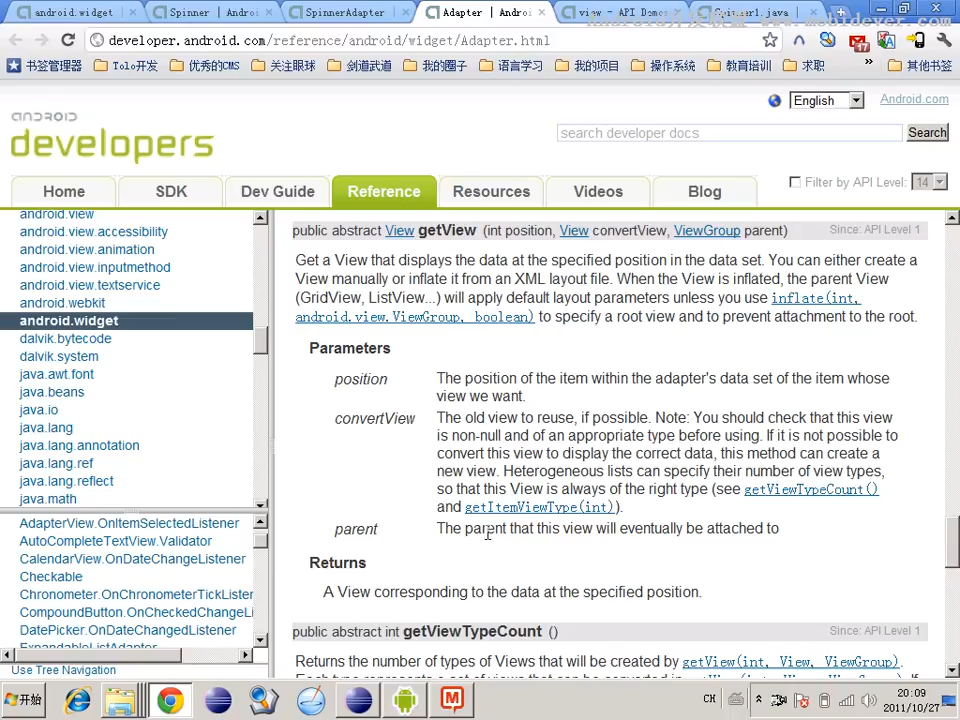 android.widget
Spinner | Androi
SpinnerAdapter
Adapter | Androi
view - API Demos
Spinner1.java
www.mobidever.com
developer.android.com/reference/android/widget/Adapter.html
17
书签管理器
Tolo开发
优秀的CMS
关注眼球
剑道武道
我的圈子
语言学习
我的项目
操作系统
教育培训
求职
»
其他书签
English
Android.com
android
developers
search developer docs
Search
Home
SDK
Dev Guide
Reference
Resources
Videos
Blog
Filter by API Level: 14
android.view
android.view.accessibility
android.view.animation
android.view.inputmethod
android.view.textservice
android.webkit
android.widget
dalvik.bytecode
dalvik.system
java.awt.font
java.beans
java.io
java.lang
java.lang.annotation
java.lang.ref
java.lang.reflect
java.math
AdapterView.OnItemSelectedListener
AutoCompleteTextView.Validator
CalendarView.OnDateChangeListener
Checkable
Chronometer.OnChronometerTickListener
CompoundButton.OnCheckedChangeLi
DatePicker.OnDateChangedListener
ExpandableListAdapter
Use Tree Navigation
public abstract View getView (int position, View convertView, ViewGroup parent)
Since: API Level 1
Get a View that displays the data at the specified position in the data set. You can either create a
View manually or inflate it from an XML layout file. When the View is inflated, the parent View
(GridView, ListView...) will apply default layout parameters unless you use inflate(int,
android.view.ViewGroup, boolean) to specify a root view and to prevent attachment to the root.
Parameters
position
The position of the item within the adapter's data set of the item whose
view we want.
convertView
The old view to reuse, if possible. Note: You should check that this view
is non-null and of an appropriate type before using. If it is not possible to
convert this view to display the correct data, this method can create a
new view. Heterogeneous lists can specify their number of view types,
so that this View is always of the right type (see getViewTypeCount()
and getItemViewType(int)).
parent
The parent that this view will eventually be attached to
Returns
A View corresponding to the data at the specified position.
public abstract int getViewTypeCount ()
Since: API Level 1
Returns the number of types of Views that will be created by getView(int, View, ViewGroup).
开始
CH
20:09
2011/10/27